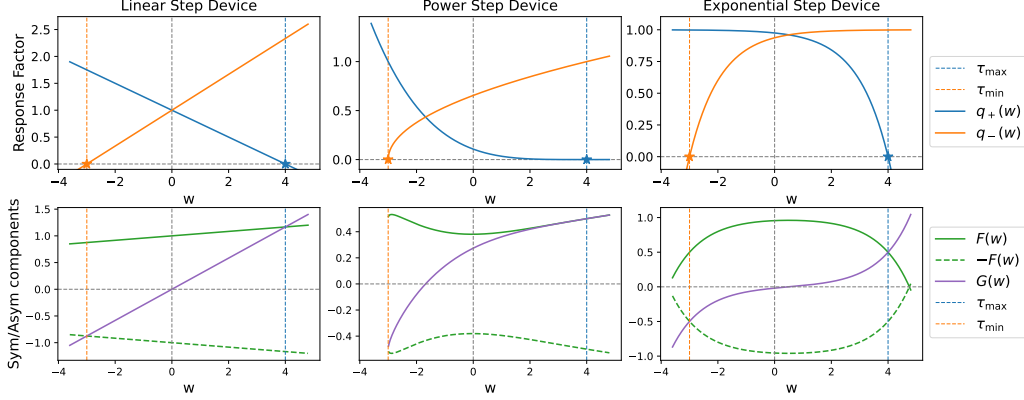 Linear Step Device
Power Step Device
Exponential Step Device
Response Factor
2.5
2.0
1.5
1.0
0.5
0.0
−4 −2 0 2 4
w
1.0
0.5
0.0
−4 −2 0 2 4
w
1.00
0.75
0.50
0.25
0.00
−4 −2 0 2 4
w
τmax
τmin
q+(w)
q−(w)
Sym/Asym components
1.5
1.0
0.5
0.0
−0.5
−1.0
−4 −2 0 2 4
w
0.4
0.2
0.0
−0.2
−0.4
−4 −2 0 2 4
w
1.0
0.5
0.0
−0.5
−1.0
−4 −2 0 2 4
w
F(w)
−F(w)
G(w)
τmax
τmin